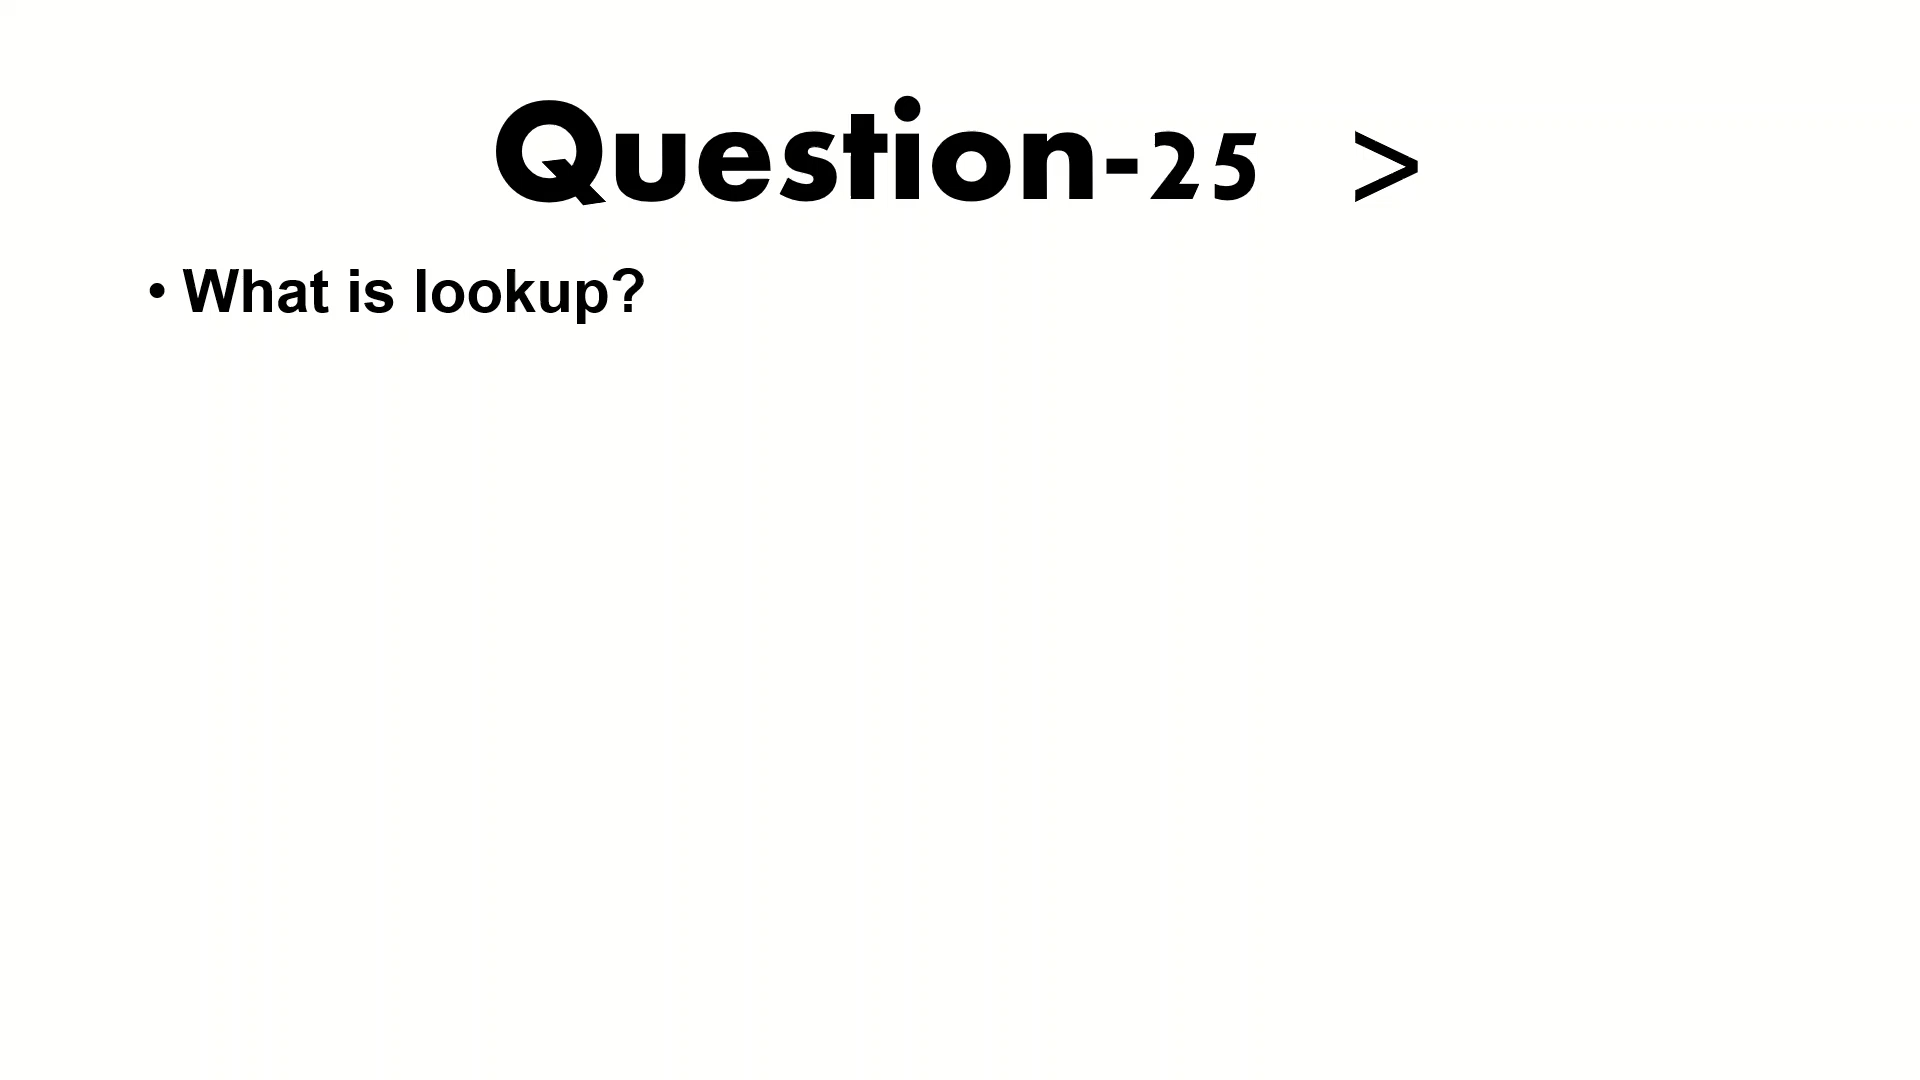 Question-25 >
• What is lookup?